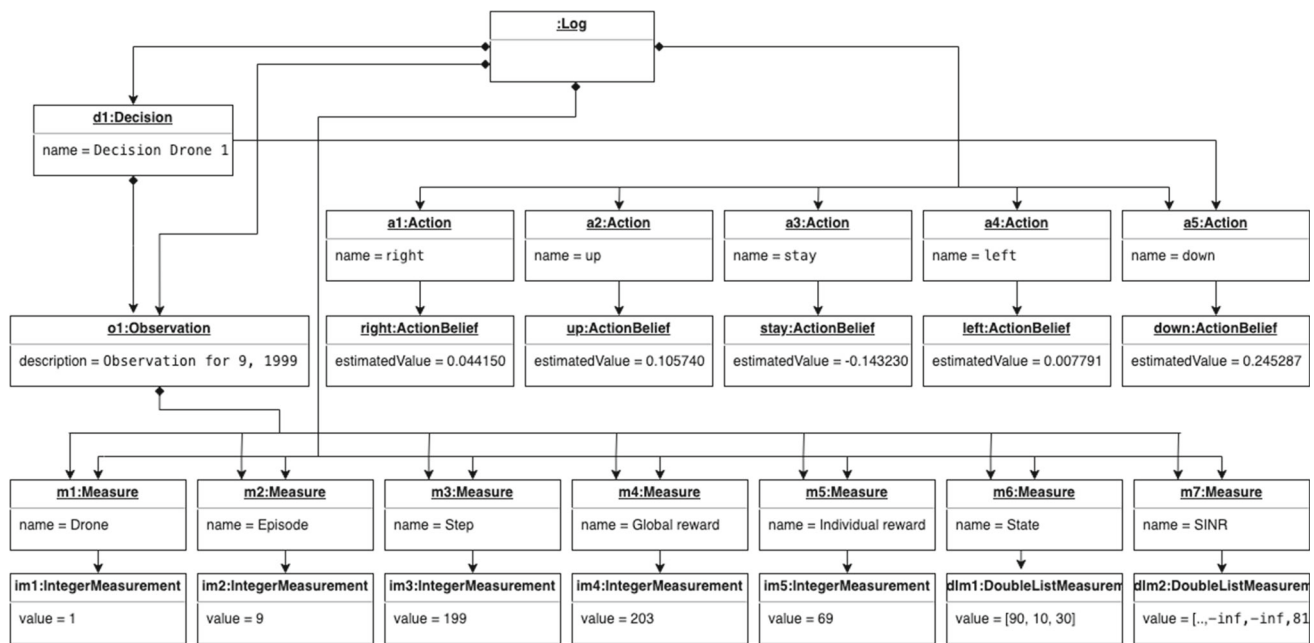 :Log
d1:Decision
name = Decision Drone 1
a1:Action
name = right
a2:Action
name = up
a3:Action
name = stay
a4:Action
name = left
a5:Action
name = down
o1:Observation
description = Observation for 9, 1999
right:ActionBelief
estimatedValue = 0.044150
up:ActionBelief
estimatedValue = 0.105740
stay:ActionBelief
estimatedValue = -0.143230
left:ActionBelief
estimatedValue = 0.007791
down:ActionBelief
estimatedValue = 0.245287
m1:Measure
name = Drone
m2:Measure
name = Episode
m3:Measure
name = Step
m4:Measure
name = Global reward
m5:Measure
name = Individual reward
m6:Measure
name = State
m7:Measure
name = SINR
im1:IntegerMeasurement
value = 1
im2:IntegerMeasurement
value = 9
im3:IntegerMeasurement
value = 199
im4:IntegerMeasurement
value = 203
im5:IntegerMeasurement
value = 69
dlm1:DoubleListMeasurem
value = [90, 10, 30]
dlm2:DoubleListMeasurem
value = [..,-inf,-inf,81